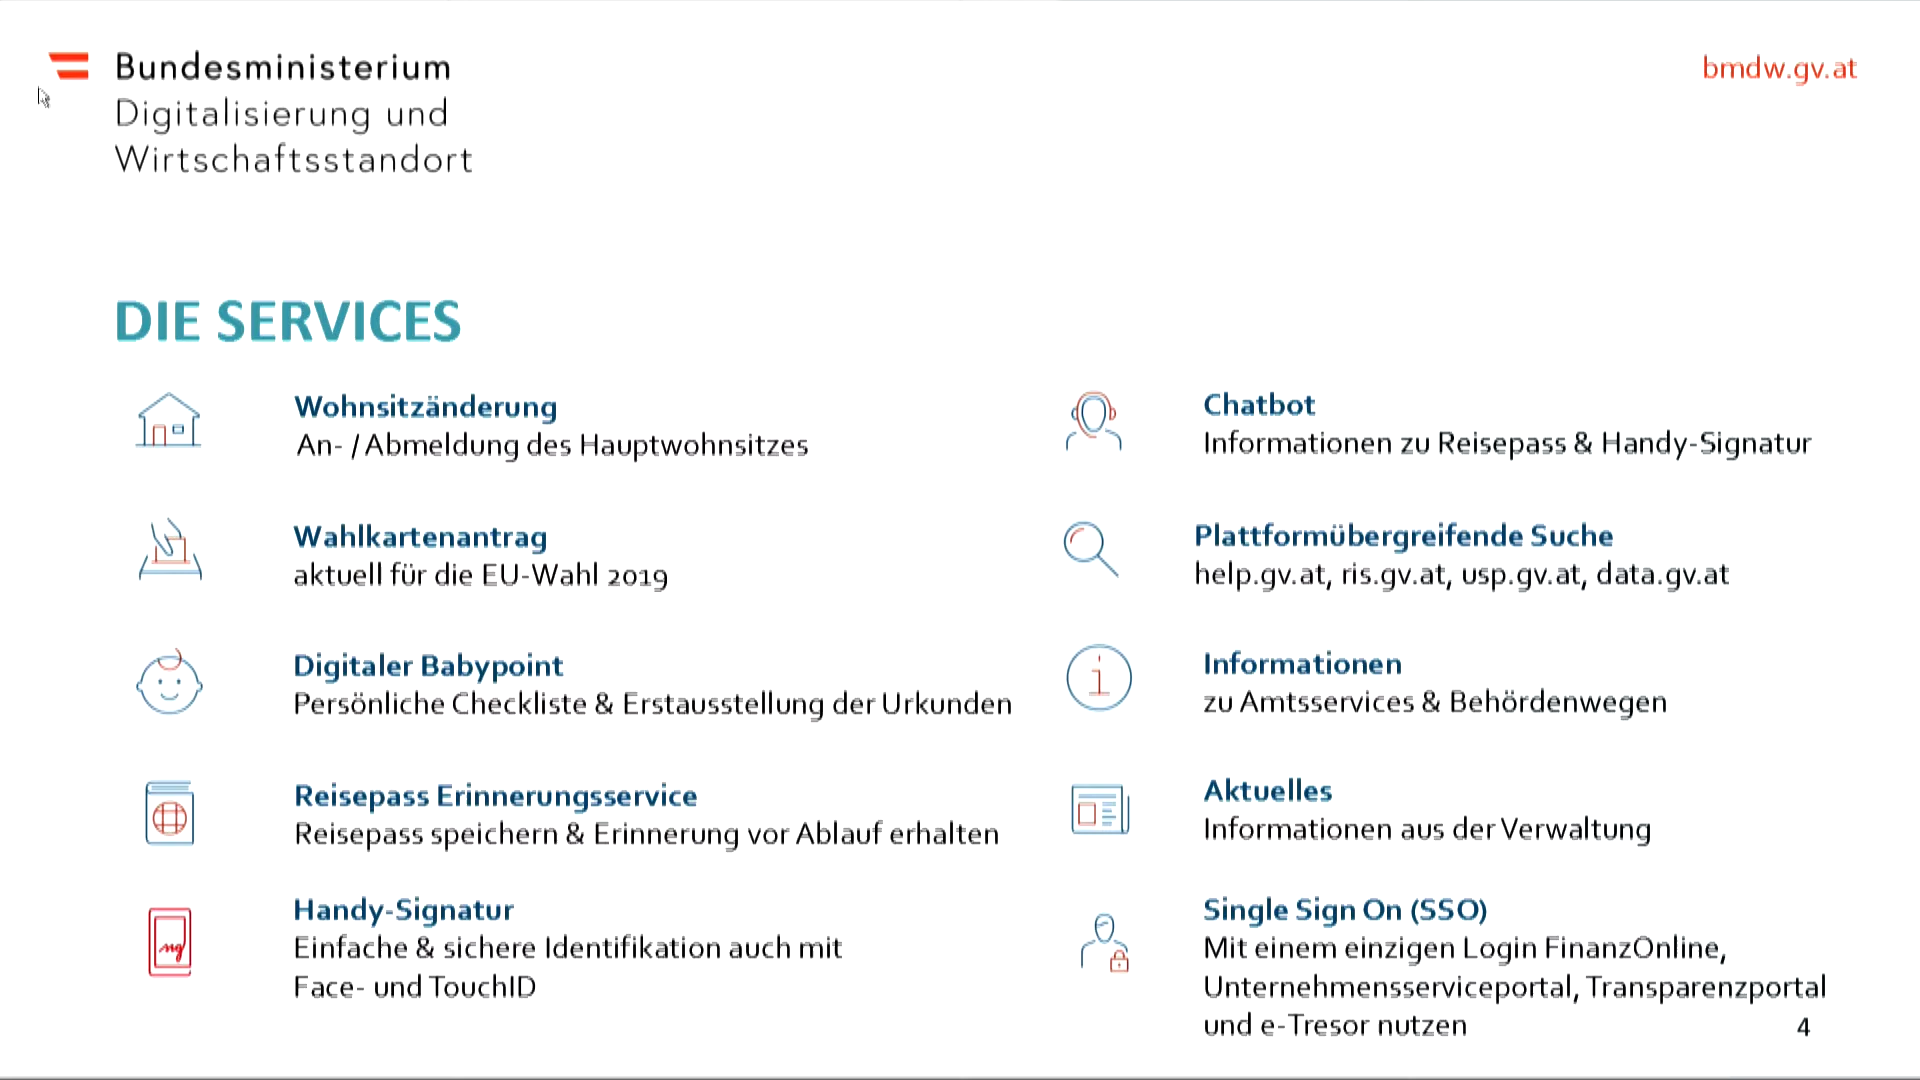 Bundesministerium
Digitalisierung und
Wirtschaftsstandort
bmdw.gv.at
DIE SERVICES
Wohnsitzänderung
An- / Abmeldung des Hauptwohnsitzes
Wahlkartenantrag
aktuell für die EU-Wahl 2019
Digitaler Babypoint
Persönliche Checkliste & Erstausstellung der Urkunden
Reisepass Erinnerungsservice
Reisepass speichern & Erinnerung vor Ablauf erhalten
Handy-Signatur
Einfache & sichere Identifikation auch mit
Face- und TouchID
Chatbot
Informationen zu Reisepass & Handy-Signatur
Plattformübergreifende Suche
help.gv.at, ris.gv.at, usp.gv.at, data.gv.at
Informationen
zu Amtsservices & Behördenwegen
Aktuelles
Informationen aus der Verwaltung
Single Sign On (SSO)
Mit einem einzigen Login FinanzOnline,
Unternehmensserviceportal, Transparenzportal
und e-Tresor nutzen
4